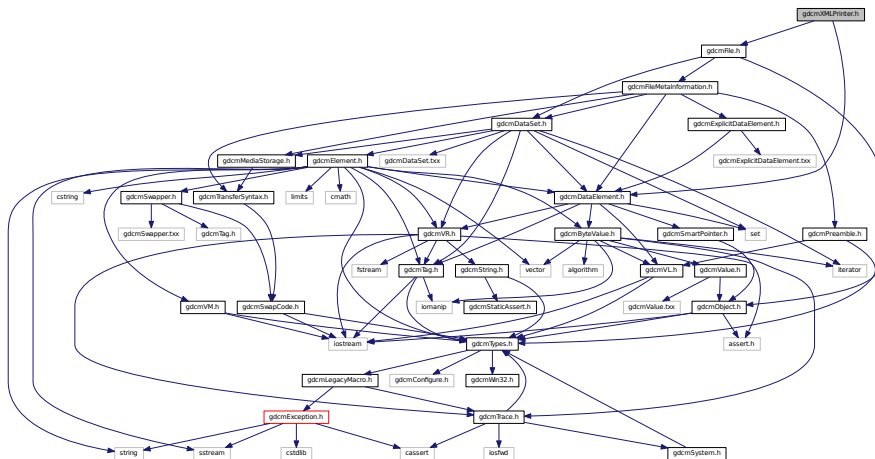 gdcmXMLPrinter.h
gdcmFile.h
gdcmFileMetaInformation.h
gdcmDataSet.h
gdcmExplicitDataElement.h
gdcmMediaStorage.h
gdcmElement.h
gdcmDataSet.txx
gdcmExplicitDataElement.txx
cstring
gdcmSwapper.h
gdcmTransferSyntax.h
limits
cmath
gdcmDataElement.h
gdcmSwapper.txx
gdcmTag.h
gdcmVR.h
gdcmByteValue.h
gdcmSmartPointer.h
set
gdcmPreamble.h
fstream
gdcmTag.h
gdcmString.h
vector
algorithm
gdcmVL.h
gdcmValue.h
iterator
gdcmVM.h
gdcmSwapCode.h
iomanip
gdcmStaticAssert.h
gdcmValue.txx
gdcmObject.h
iostream
gdcmTypes.h
assert.h
gdcmLegacyMacro.h
gdcmConfigure.h
gdcmWin32.h
gdcmException.h
gdcmTrace.h
string
sstream
cstdlib
cassert
iosfwd
gdcmSystem.h